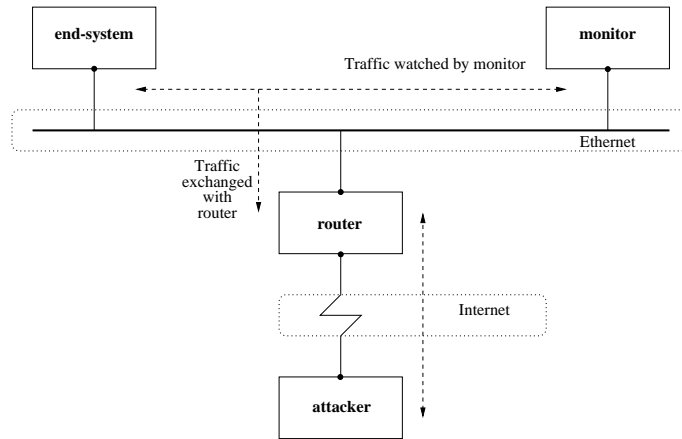 end-system
monitor
Traffic watched by monitor
Ethernet
Traffic
exchanged
with
router
router
Internet
attacker